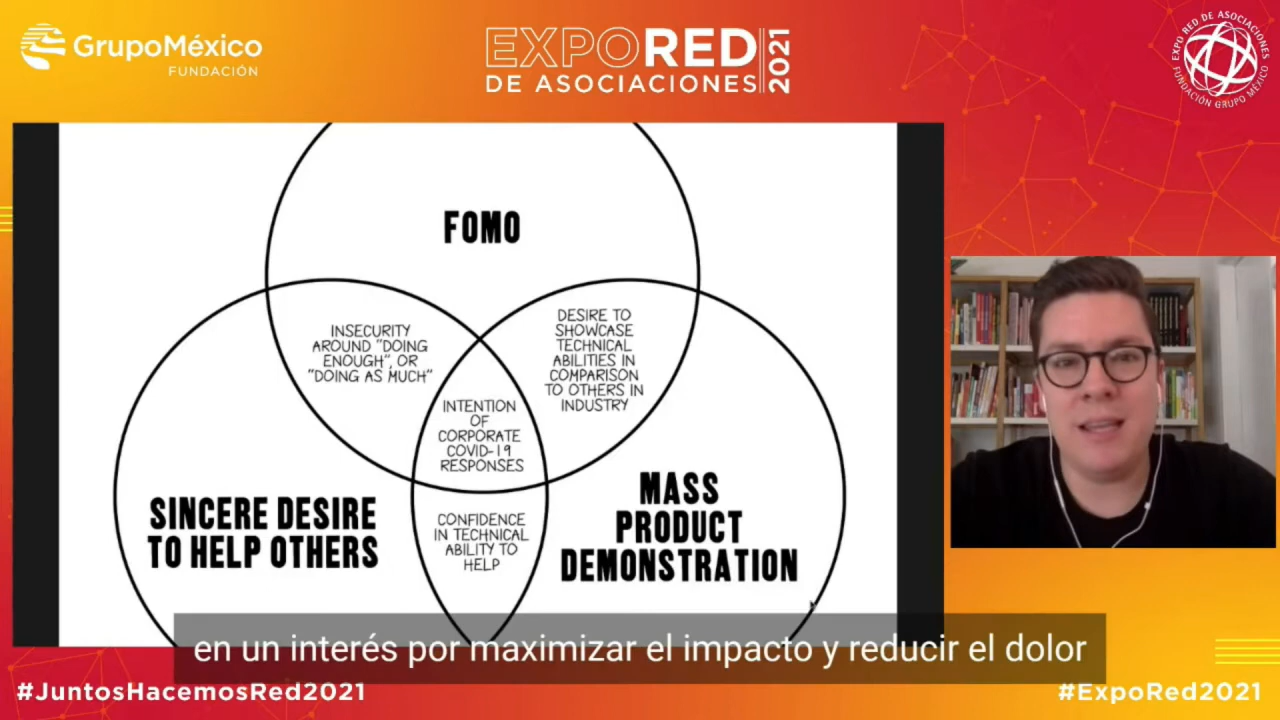 GrupoMéxico
FUNDACIÓN
EXPORED
DE ASOCIACIONES
2021
EXPO RED DE ASOCIACIONES
FUNDACIÓN GRUPO MÉXICO
FOMO
INSECURITY
AROUND "DOING
ENOUGH", OR
"DOING AS MUCH"
DESIRE TO
SHOWCASE
TECHNICAL
ABILITIES IN
COMPARISON
TO OTHERS IN
INDUSTRY
INTENTION
OF
CORPORATE
COVID-19
RESPONSES
SINCERE DESIRE
TO HELP OTHERS
MASS
PRODUCT
DEMONSTRATION
CONFIDENCE
IN TECHNICAL
ABILITY TO
HELP
en un interés por maximizar el impacto y reducir el dolor
#JuntosHacemosRed2021
#ExpoRed2021